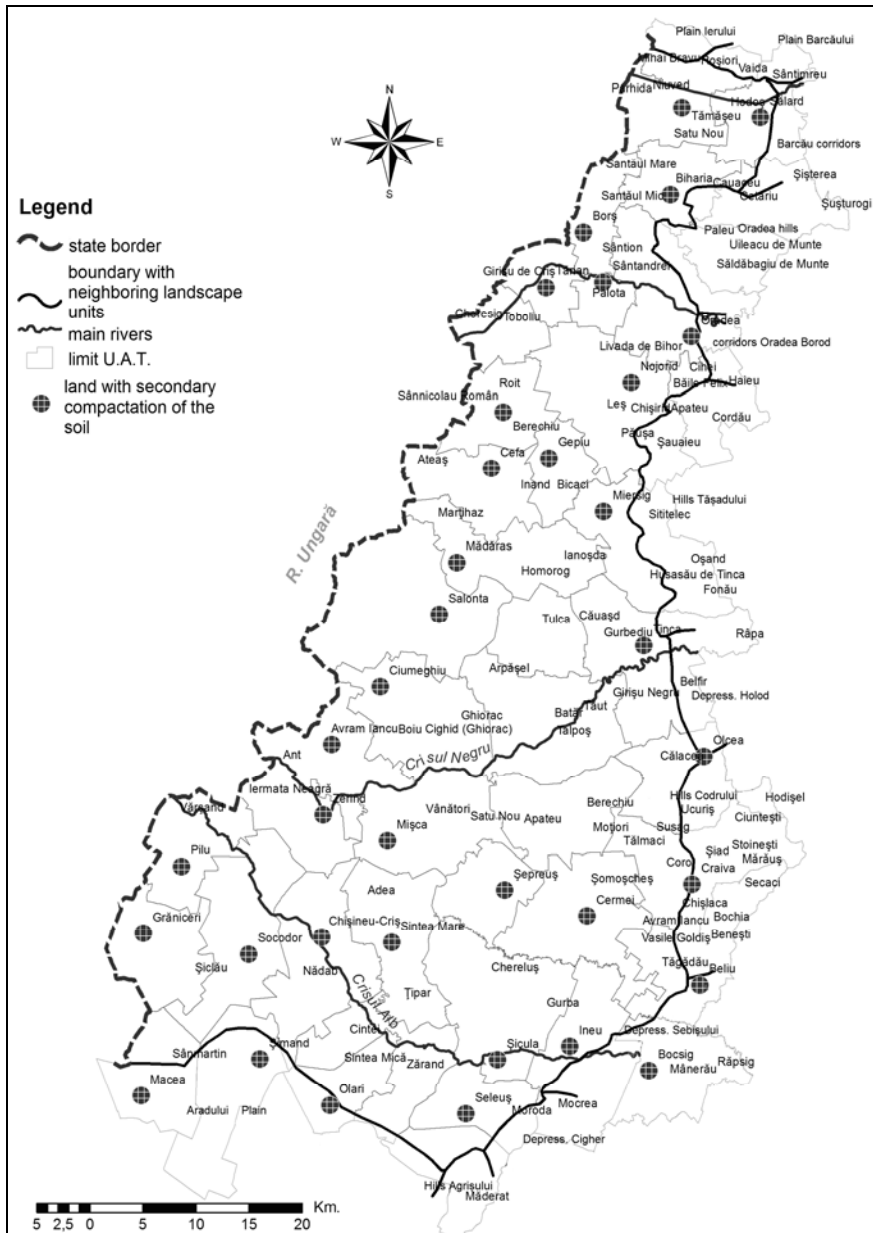 Plain Ierului
Plain Barcăului
Mihai Bravu
Roșiori
Vaida
Sântimreu
Parhida
Niuved
Hodoș
Sălard
Tămășeu
Satu Nou
Barcău corridors
N
W
E
S
Santăul Mare
Biharia
Cauaceu
Șișterea
Santăul Mic
Cetariu
Șușturogi
Legend
state border
boundary with
neighboring landscape
units
main rivers
limit U.A.T.
land with secondary
compactation of the
soil
Borș
Paleu
Oradea hills
Uileacu de Munte
Sântion
Săldăbagiu de Munte
Girișu de Criș
Tărian
Sântandrei
Palota
Cheresig
Toboliu
Oradea
Livada de Bihor
corridors Oradea Borod
Nojorid
Cihei
Roit
Băile Felix
Haleu
Sânnicolau Român
Leș
Chișirid
Apateu
Cordău
Berechiu
Păușa
Șauaieu
Gepiu
Ateaș
Cefa
Inand
Bicaci
Miersig
Hills Tășadului
Sititelec
Marțihaz
R. Ungară
Mădăras
Ianoșda
Homorog
Oșand
Husasău de Tinca
Fonău
Salonta
Tulca
Căuașd
Gurbediu
Tinca
Râpa
Ciumeghiu
Arpășel
Belfir
Girișu Negru
Depress. Holod
Tăut
Ghiorac
Batăr
Avram Iancu
Boiu
Cighid (Ghiorac)
Talpoș
Crișul Negru
Olcea
Călacea
Ant
Iermata Neagră
Zerind
Hills Codrului
Hodișel
Vărșand
Vânători
Satu Nou
Apateu
Berechiu
Ucuriș
Ciuntești
Mișca
Moțiori
Susag
Tălmaci
Stoinești
Pilu
Șiad
Mărăuș
Coroi
Craiva
Șepreuș
Șomoșcheș
Secaci
Adea
Cermei
Chișlaca
Grăniceri
Avram Iancu
Bochia
Chișineu-Criș
Sintea Mare
Vasile Goldiș
Benești
Socodor
Șiclău
Nădab
Chereluș
Tăgădău
Beliu
Crișul Alb
Țipar
Gurba
Cintei
Ineu
Depress. Sebișului
Șimand
Sânmartin
Sintea Mică
Zărand
Șicula
Bocsig
Răpsig
Mânerău
Macea
Olari
Aradului
Plain
Seleuș
Moroda
Mocrea
Depress. Cigher
Hills Agrișului
Măderat
Km.
5
2,5
0
5
10
15
20